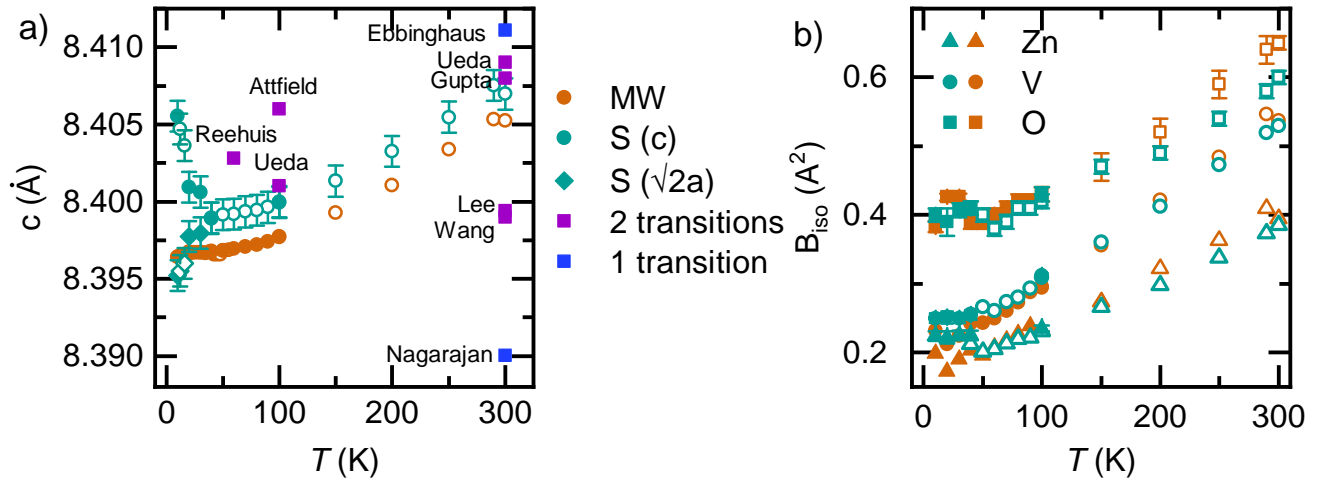 a)
8.410
8.405
8.400
8.395
8.390
c (Å)
0
100
200
300
T (K)
Ebbinghaus
Ueda
Gupta
Attfield
Reehuis
Ueda
Lee
Wang
Nagarajan
MW
S (c)
S (√2a)
2 transitions
1 transition
b)
0.6
0.4
0.2
B_iso (Å²)
0
100
200
300
T (K)
Zn
V
O